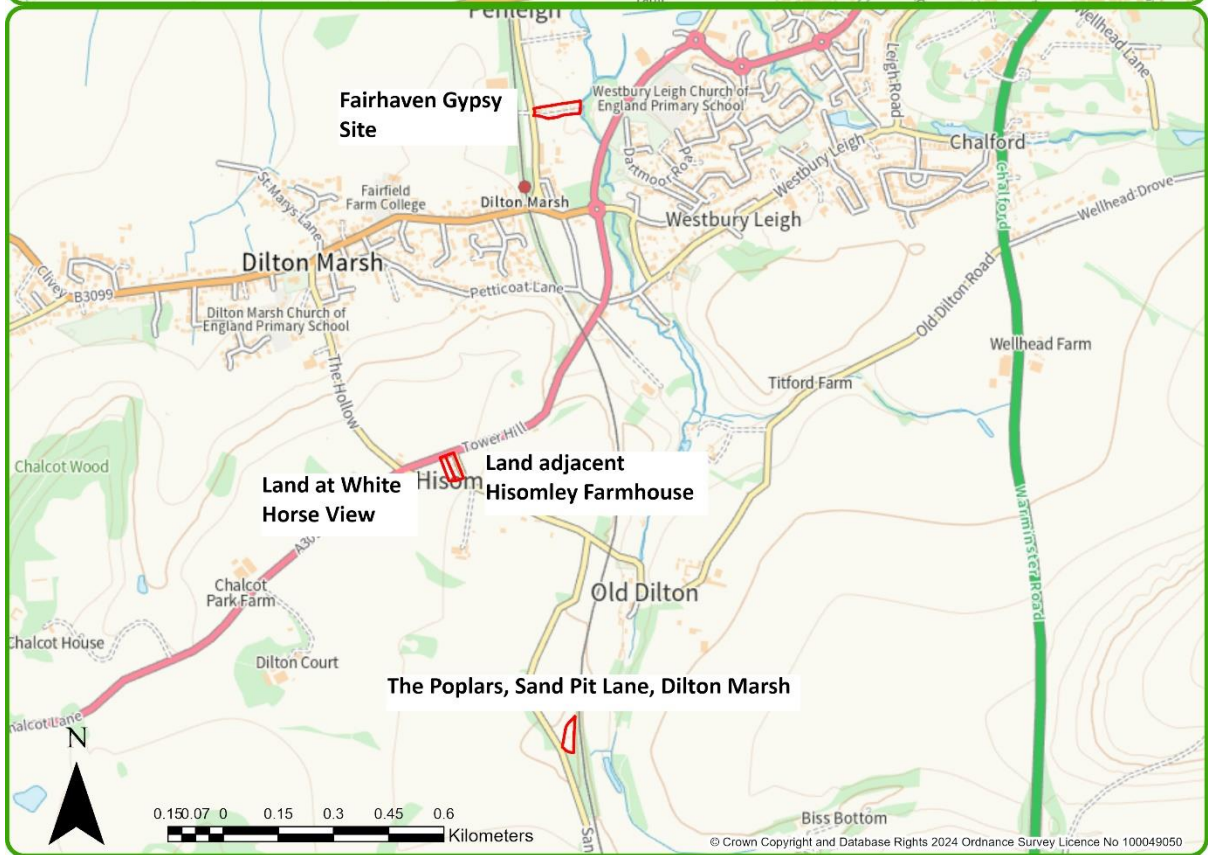 Penleigh
Wellhead Lane
Leigh Road
Fairhaven Gypsy
Site
Westbury Leigh Church of
England Primary School
Chalford
Chalford
Westbury Leigh
Dartmoor Road
St Marys Lane
Fairfield
Farm College
Dilton Marsh
Westbury Leigh
Wellhead Drove
Dilton Marsh
Clivey
B3099
Petticoat Lane
Old Dilton Road
Dilton Marsh Church of
England Primary School
Wellhead Farm
The Hollow
Titford Farm
Tower Hill
Chalcot Wood
Land at White
Horse View
Hisom
Land adjacent
Hisomley Farmhouse
Warminster Road
Chalcot
Park Farm
Old Dilton
Chalcot House
Dilton Court
The Poplars, Sand Pit Lane, Dilton Marsh
Chalcot Lane
N
0.15 0.07 0 0.15 0.3 0.45 0.6
Kilometers
San
Biss Bottom
© Crown Copyright and Database Rights 2024 Ordnance Survey Licence No 100049050